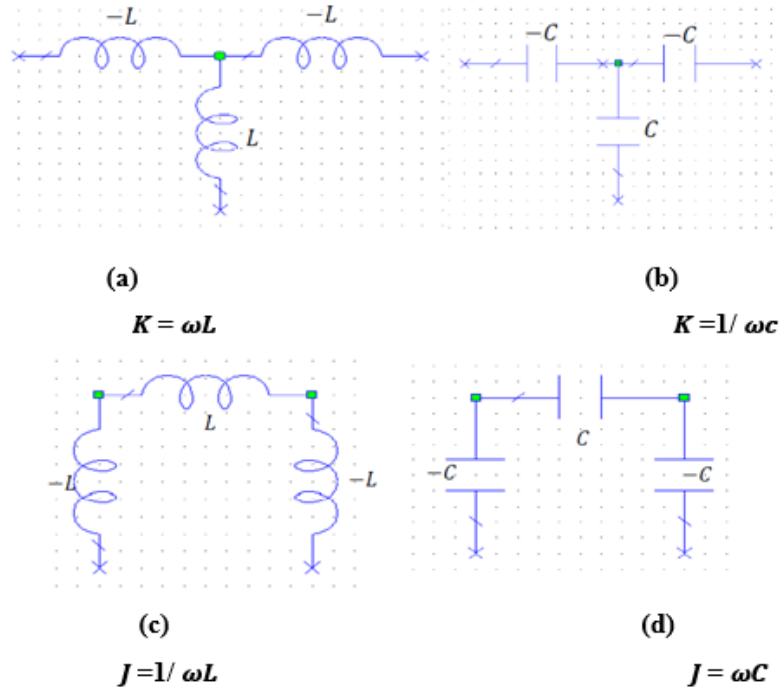 −L −L
L
−C −C
C
(a) (b)
K = ωL K =1/ ωc
L
−L −L
C
−C −C
(c) (d)
J =1/ ωL J = ωC